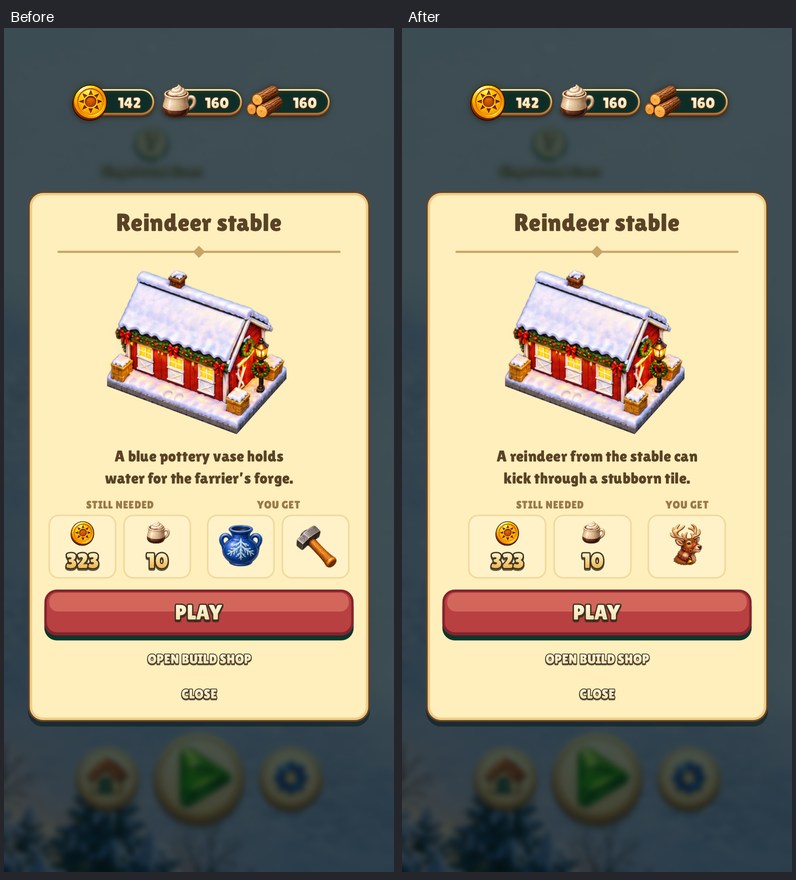 Before
142
160
160
Reindeer stable
A blue pottery vase holds
water for the farrier's forge.
STILL NEEDED
YOU GET
323
10
PLAY
OPEN BUILD SHOP
CLOSE
After
142
160
160
Reindeer stable
A reindeer from the stable can
kick through a stubborn tile.
STILL NEEDED
YOU GET
323
10
PLAY
OPEN BUILD SHOP
CLOSE